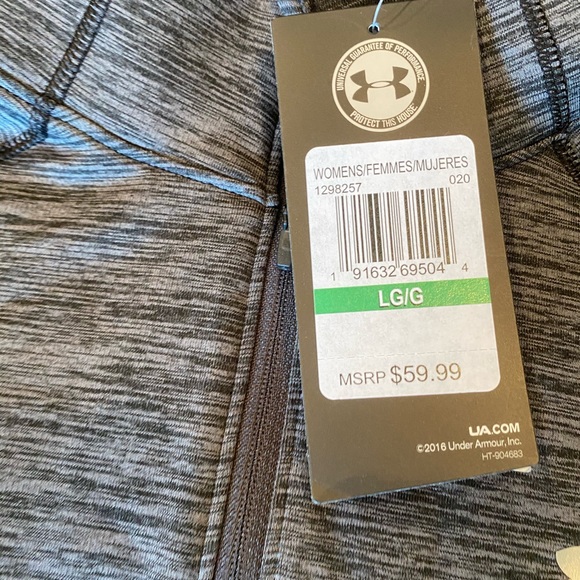 UNIVERSAL GUARANTEE OF PERFORMANCE
PROTECT THIS HOUSE
WOMENS/FEMMES/MUJERES
1298257 020
1 91632 69504 4
LG/G
MSRP $59.99
UA.COM
©2016 Under Armour, Inc.
HT-904683